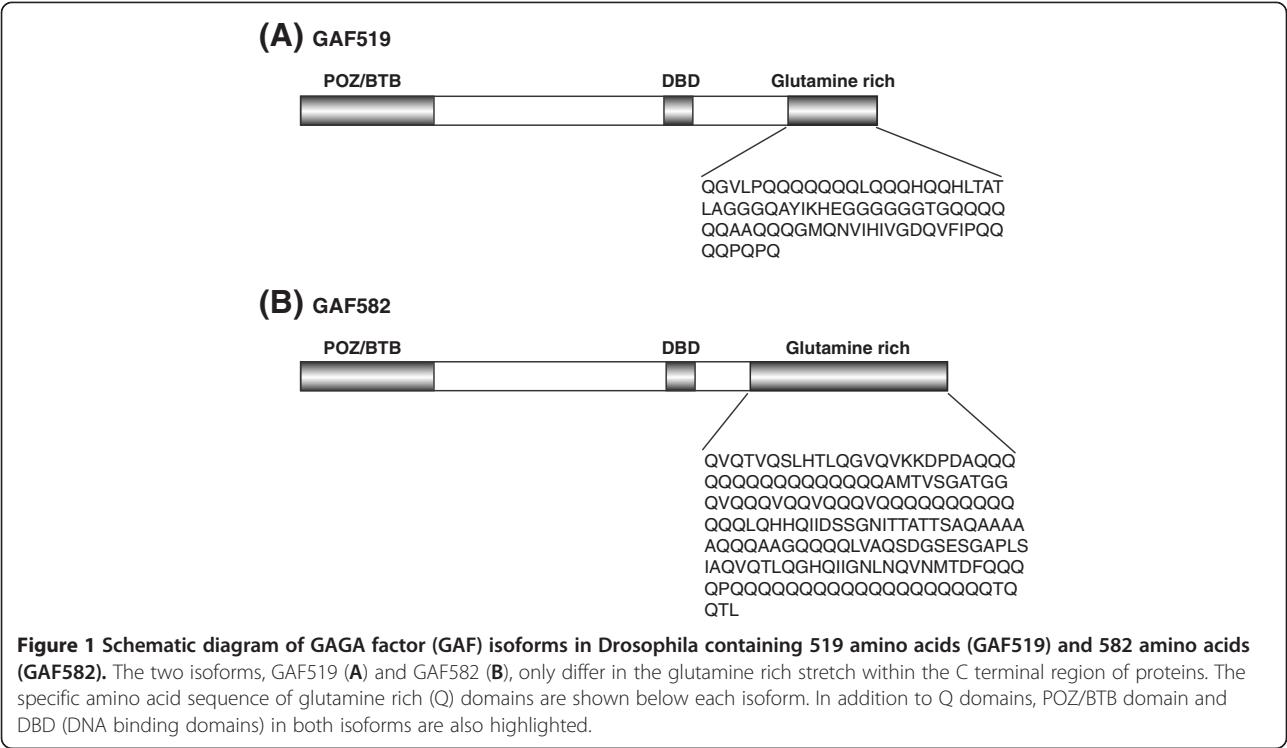 (A) GAF519
POZ/BTB DBD Glutamine rich
QGVLPQQQQQQQLQQQHQQHLTAT
LAGGGQAYIKHEGGGGGGTGQQQQ
QQAAQQQGMQNVIHIVGDQVFIPQQ
QQPQPQ
(B) GAF582
POZ/BTB DBD Glutamine rich
QVQTVQSLHTLQGVQVKKDPDAQQQ
QQQQQQQQQQQQQAMTVSGATGG
QVQQQVQQVQQQVQQQQQQQQQQ
QQQLQHHQIIDSSGNITTATTSAQAAAA
AQQQAAGQQQQLVAQSDGSESGAPLS
IAQVQTLQGHQIIGNLNQVNMTDFQQQ
QPQQQQQQQQQQQQQQQQQQQTQ
QTL
Figure 1 Schematic diagram of GAGA factor (GAF) isoforms in Drosophila containing 519 amino acids (GAF519) and 582 amino acids
(GAF582). The two isoforms, GAF519 (A) and GAF582 (B), only differ in the glutamine rich stretch within the C terminal region of proteins. The
specific amino acid sequence of glutamine rich (Q) domains are shown below each isoform. In addition to Q domains, POZ/BTB domain and
DBD (DNA binding domains) in both isoforms are also highlighted.